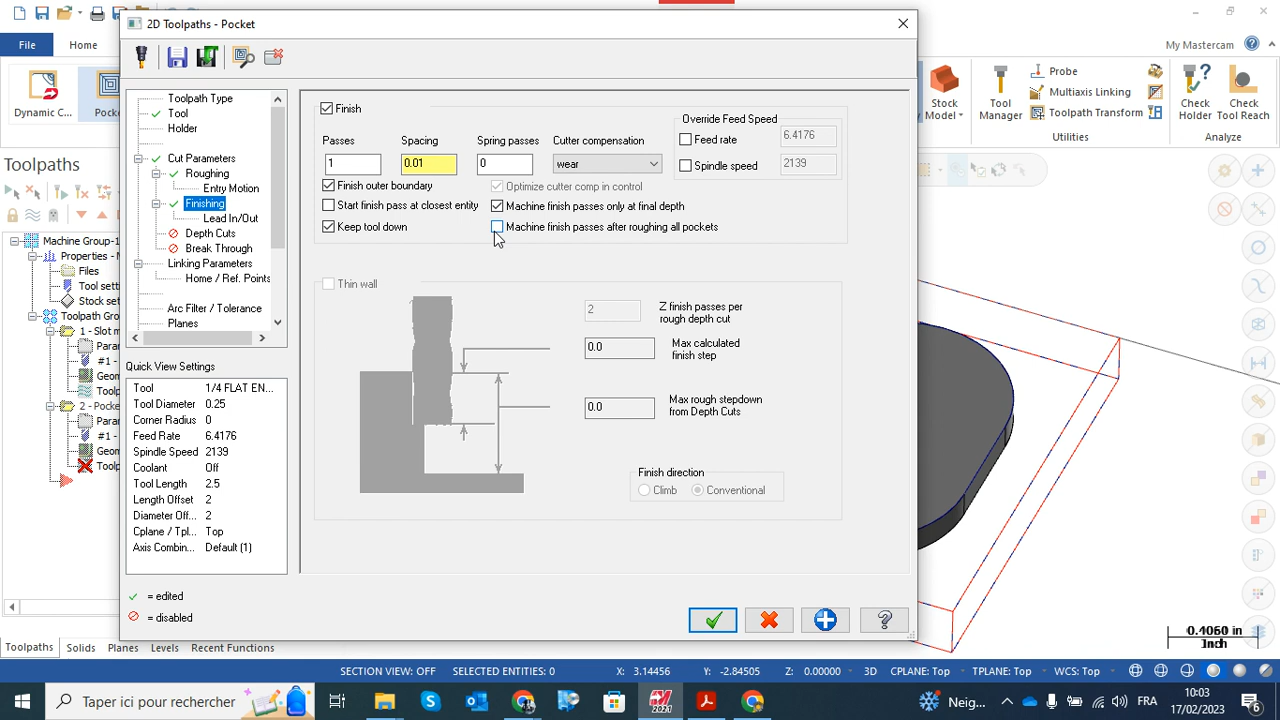 2D Toolpaths - Pocket
File
Home
My Mastercam
Dynamic C...
Pocke
Stock
Model
Tool
Manager
Probe
Multiaxis Linking
Toolpath Transform
Utilities
Check
Holder
Check
Tool Reach
Analyze
Toolpaths
Machine Group-1
Properties - M
Files
Tool setti
Stock set
Toolpath Gro
1 - Slot m
Paran
#1 -
Geon
Toolp
2 - Pocke
Paran
#1 -
Geon
Toolp
Toolpath Type
Tool
Holder
Cut Parameters
Roughing
Entry Motion
Finishing
Lead In/Out
Depth Cuts
Break Through
Linking Parameters
Home / Ref. Points
Arc Filter / Tolerance
Planes
Quick View Settings
Tool 1/4 FLAT EN...
Tool Diameter 0.25
Corner Radius 0
Feed Rate 6.4176
Spindle Speed 2139
Coolant Off
Tool Length 2.5
Length Offset 2
Diameter Off... 2
Cplane / Tpl... Top
Axis Combin... Default (1)
= edited
= disabled
Finish
Passes
Spacing
Spring passes
Cutter compensation
1
0.01
0
wear
Override Feed Speed
Feed rate
6.4176
Spindle speed
2139
Finish outer boundary
Optimize cutter comp in control
Start finish pass at closest entity
Machine finish passes only at final depth
Keep tool down
Machine finish passes after roughing all pockets
Thin wall
2
Z finish passes per
rough depth cut
0.0
Max calculated
finish step
0.0
Max rough stepdown
from Depth Cuts
Finish direction
Climb
Conventional
0.4060 in
Inch
Toolpaths Solids Planes Levels Recent Functions
SECTION VIEW: OFF SELECTED ENTITIES: 0 X: 3.14456 Y: -2.84505 Z: 0.00000 3D CPLANE: Top TPLANE: Top WCS: Top
Taper ici pour rechercher
2021
Neig...
FRA
10:03
17/02/2023
6